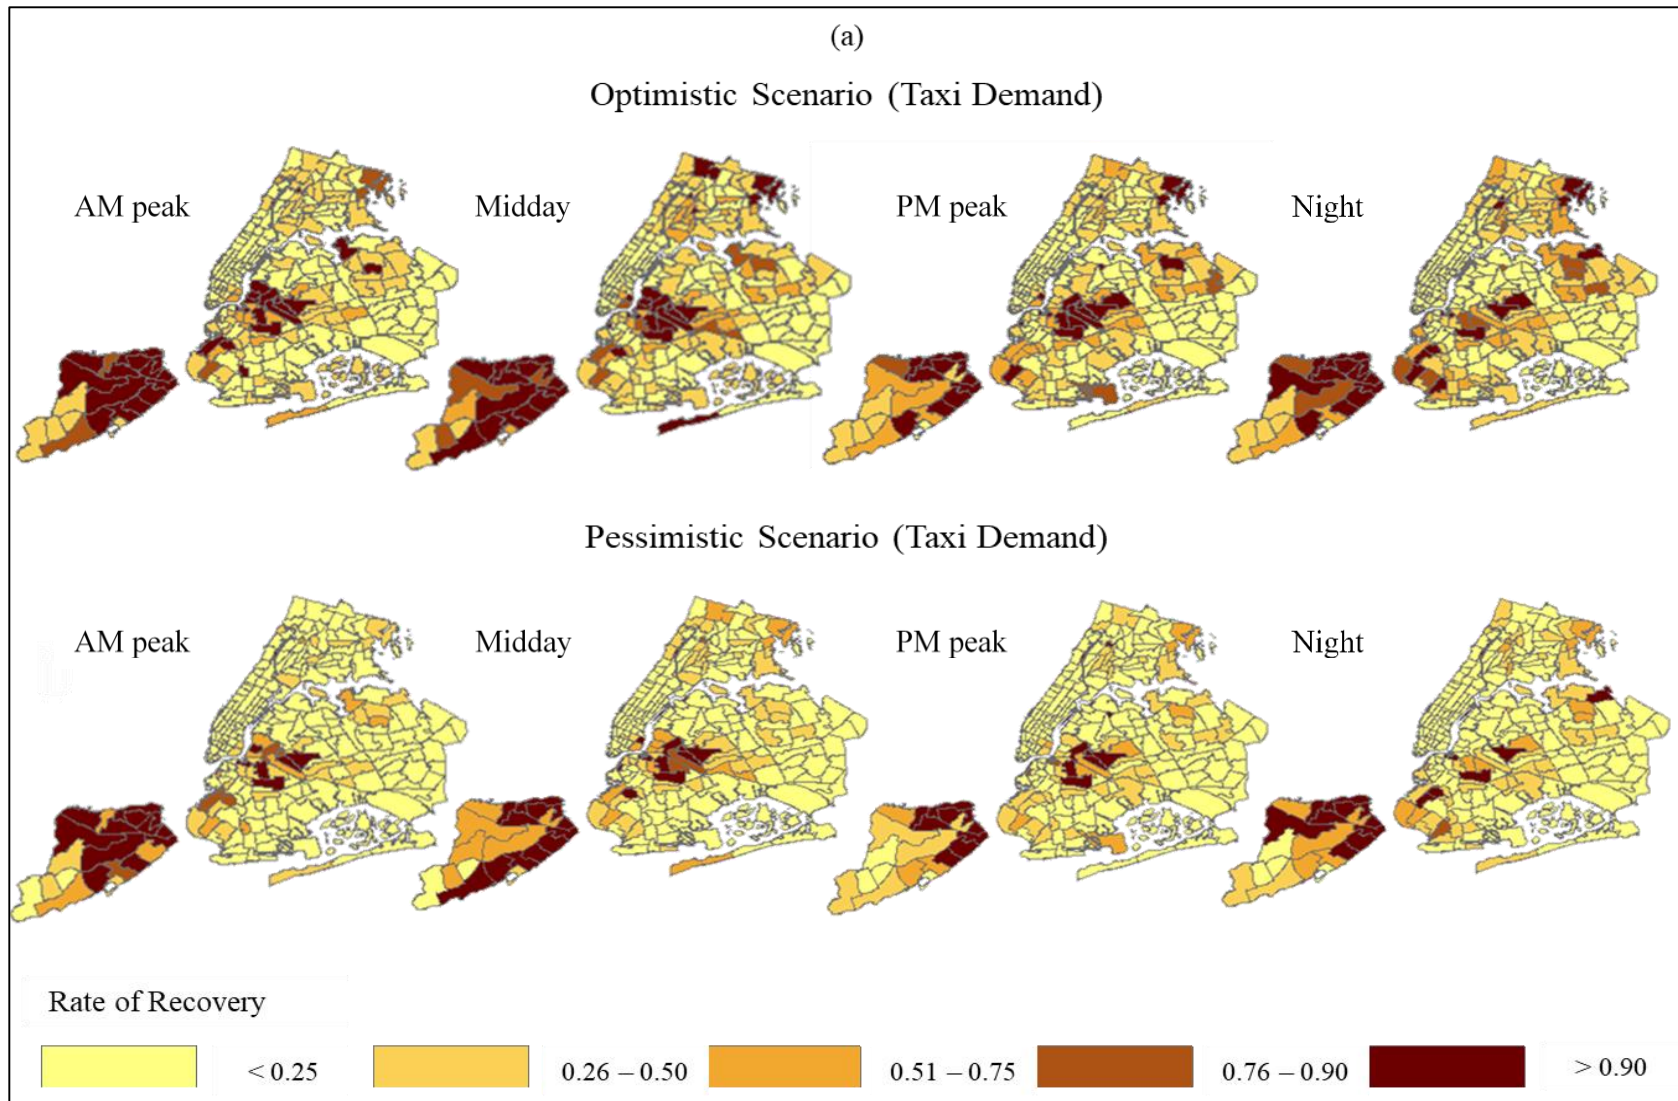 (a)
Optimistic Scenario (Taxi Demand)
AM peak
Midday
PM peak
Night
Pessimistic Scenario (Taxi Demand)
AM peak
Midday
PM peak
Night
Rate of Recovery
< 0.25
0.26 – 0.50
0.51 – 0.75
0.76 – 0.90
> 0.90